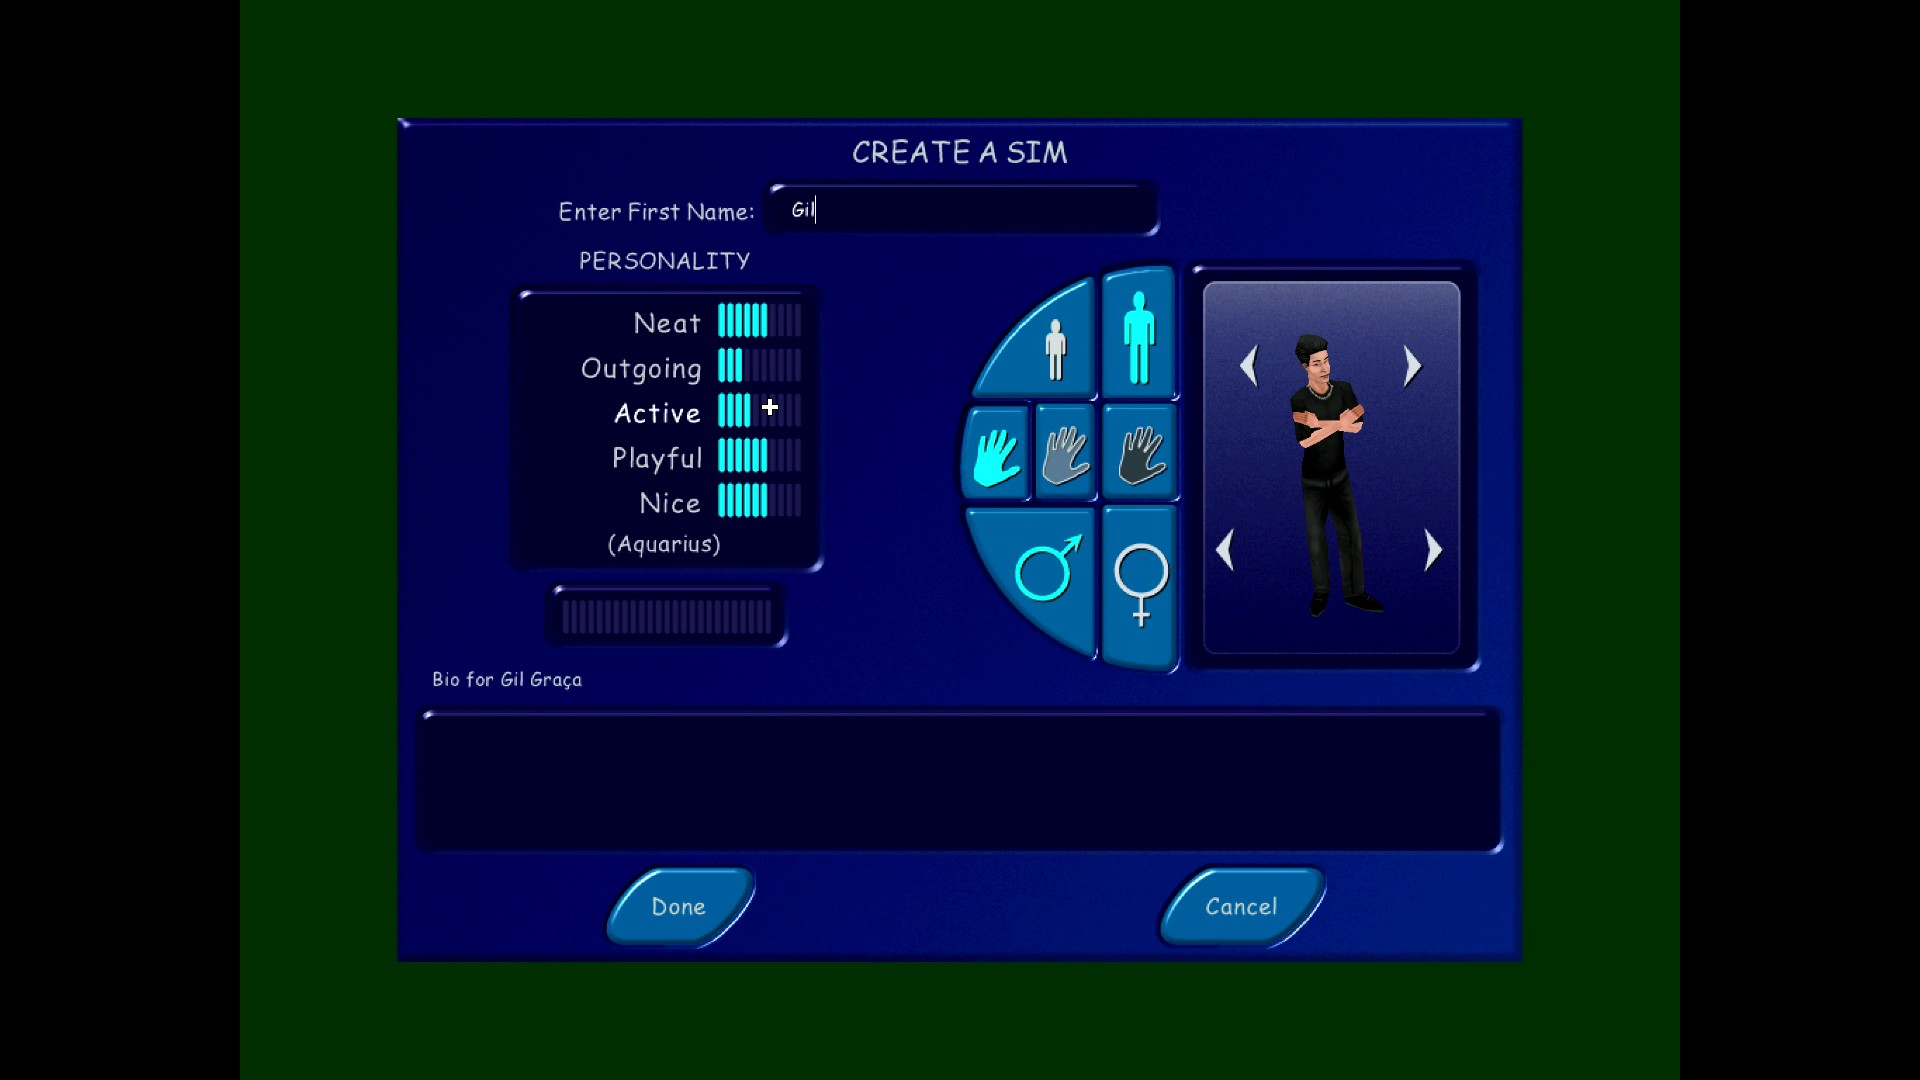 CREATE A SIM
Enter First Name: Gil
PERSONALITY
Neat
Outgoing
Active
Playful
Nice
(Aquarius)
Bio for Gil Graça
Done
Cancel